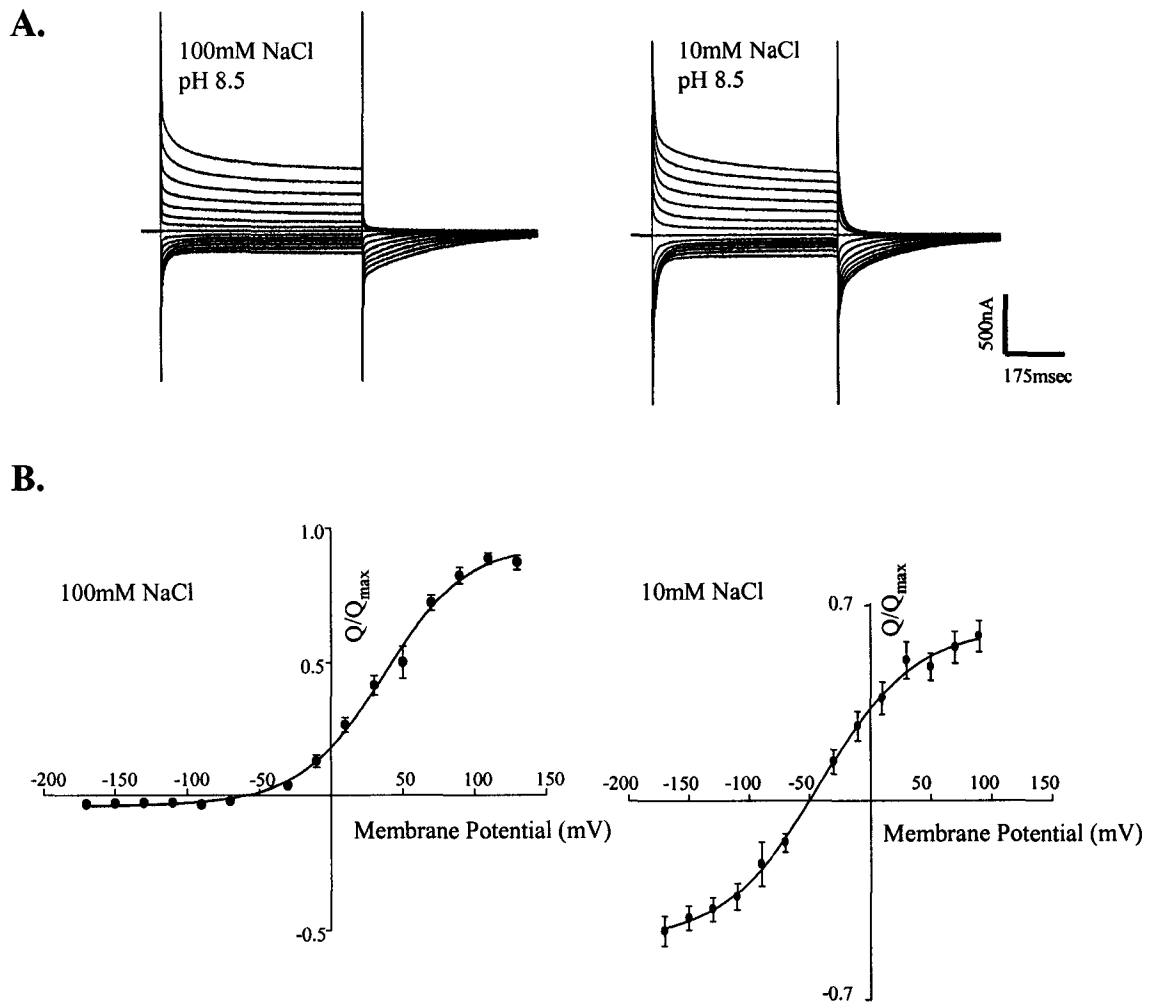 A.
100mM NaCl
pH 8.5
10mM NaCl
pH 8.5
500nA
175msec
B.
100mM NaCl
Q/Qmax
1.0
0.5
-0.5
-200 -150 -100 -50 50 100 150
Membrane Potential (mV)
10mM NaCl
Q/Qmax
0.7
-0.7
-200 -150 -100 -50 50 100 150
Membrane Potential (mV)